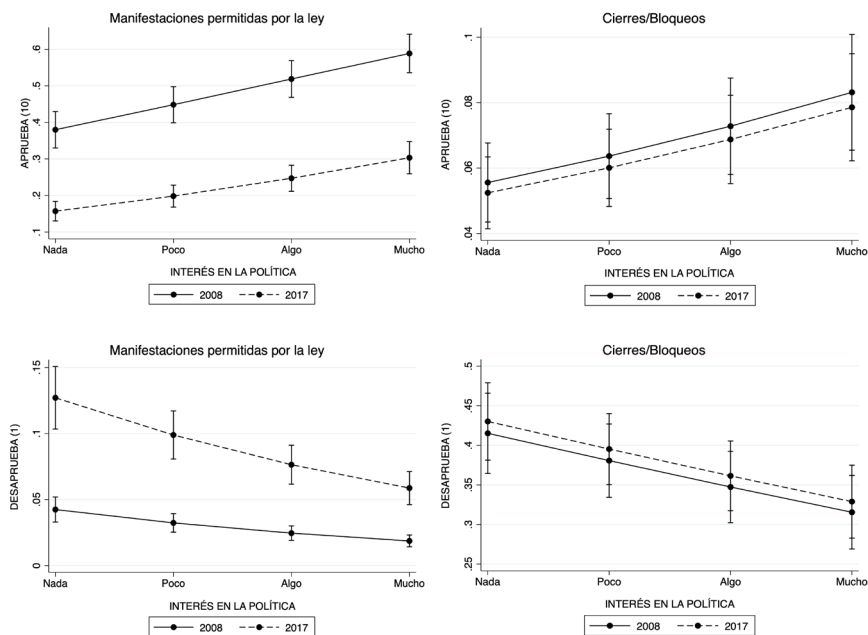 Manifestaciones permitidas por la ley
APRUEBA (10)
.6
.5
.4
.3
.2
.1
Nada Poco Algo Mucho
INTERÉS EN LA POLÍTICA
2008 2017
Cierres/Bloqueos
APRUEBA (10)
.1
.08
.06
.04
Nada Poco Algo Mucho
INTERÉS EN LA POLÍTICA
2008 2017
Manifestaciones permitidas por la ley
DESAPRUEBA (1)
.15
.1
.05
0
Nada Poco Algo Mucho
INTERÉS EN LA POLÍTICA
2008 2017
Cierres/Bloqueos
DESAPRUEBA (1)
.5
.45
.4
.35
.3
.25
Nada Poco Algo Mucho
INTERÉS EN LA POLÍTICA
2008 2017